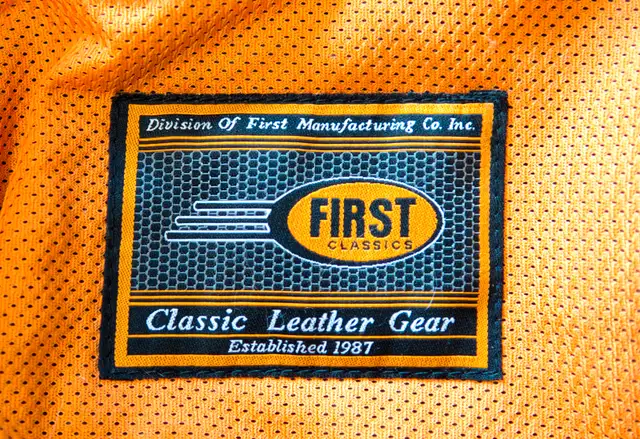 Division Of First Manufacturing Co. Inc.
FIRST
CLASSICS
Classic Leather Gear
Established 1987